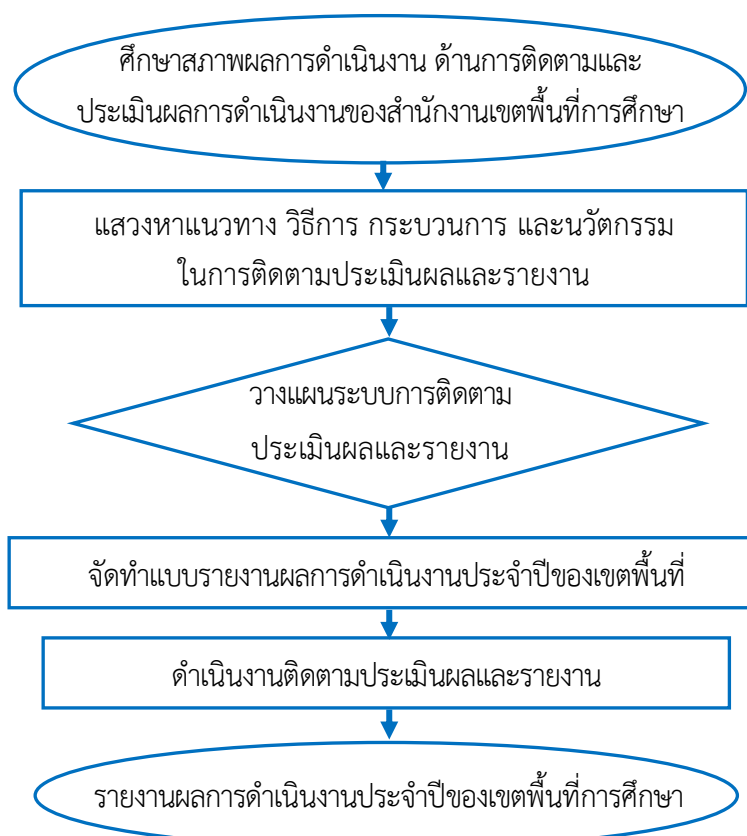 ศึกษาสภาพผลการดำเนินงาน ด้านการติดตามและ
ประเมินผลการดำเนินงานของสำนักงานเขตพื้นที่การศึกษา
แสวงหาแนวทาง วิธีการ กระบวนการ และนวัตกรรม
ในการติดตามประเมินผลและรายงาน
วางแผนระบบการติดตาม
ประเมินผลและรายงาน
จัดทำแบบรายงานผลการดำเนินงานประจำปีของเขตพื้นที่
ดำเนินงานติดตามประเมินผลและรายงาน
รายงานผลการดำเนินงานประจำปีของเขตพื้นที่การศึกษา